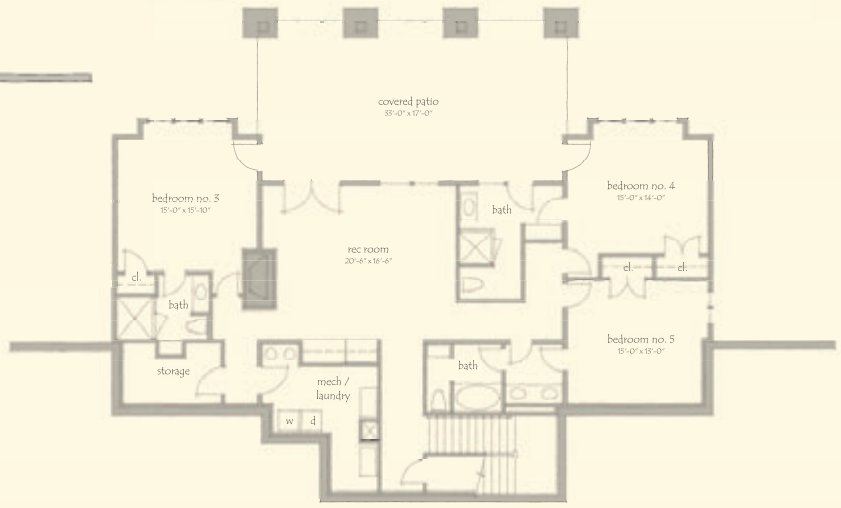 covered patio
33'-0" x 17'-0"
bedroom no. 3
15'-0" x 15'-10"
bedroom no. 4
15'-0" x 14'-0"
bath
rec room
20'-6" x 16'-6"
cl.
cl.
cl.
bath
bedroom no. 5
15'-0" x 13'-0"
storage
bath
mech /
laundry
w d